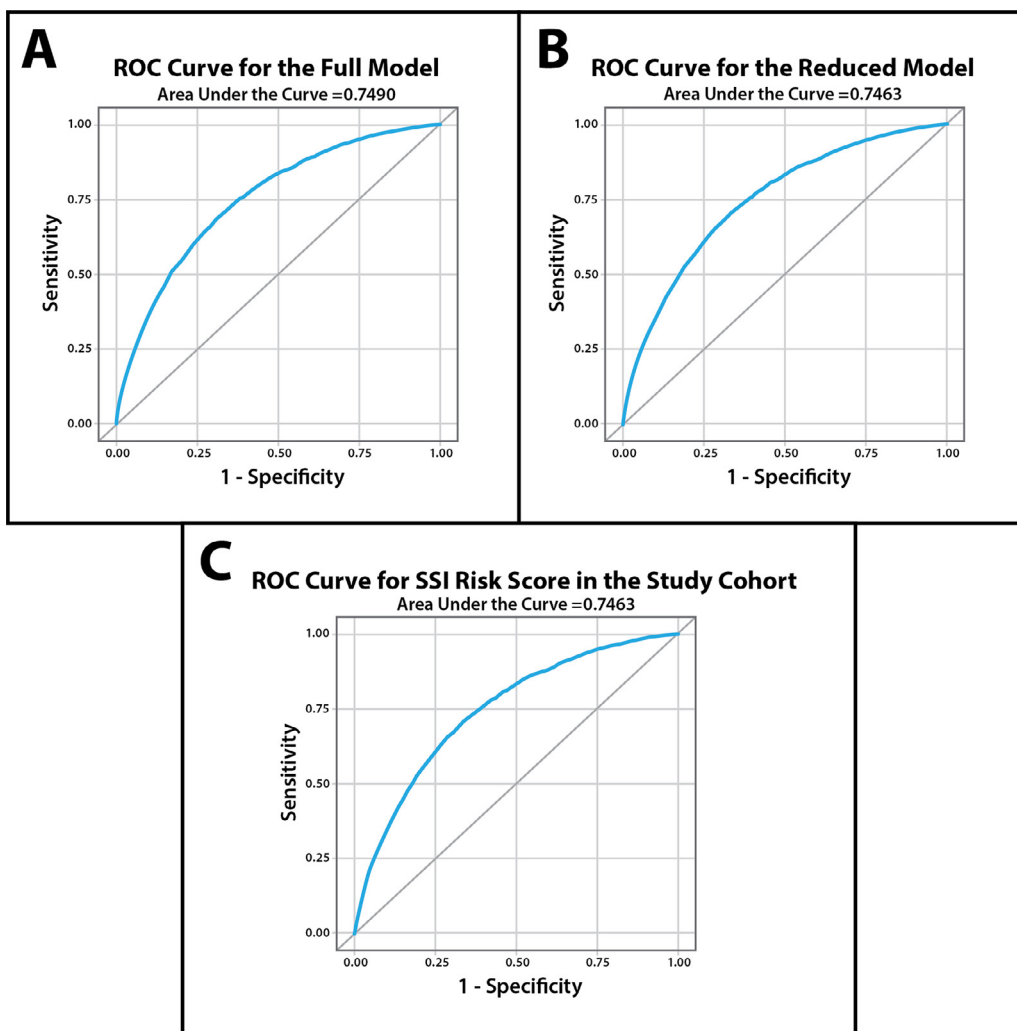 A
ROC Curve for the Full Model
Area Under the Curve =0.7490
1.00
0.75
0.50
0.25
0.00
Sensitivity
0.00 0.25 0.50 0.75 1.00
1 - Specificity
B
ROC Curve for the Reduced Model
Area Under the Curve =0.7463
1.00
0.75
0.50
0.25
0.00
Sensitivity
0.00 0.25 0.50 0.75 1.00
1 - Specificity
C
ROC Curve for SSI Risk Score in the Study Cohort
Area Under the Curve =0.7463
1.00
0.75
0.50
0.25
0.00
Sensitivity
0.00 0.25 0.50 0.75 1.00
1 - Specificity